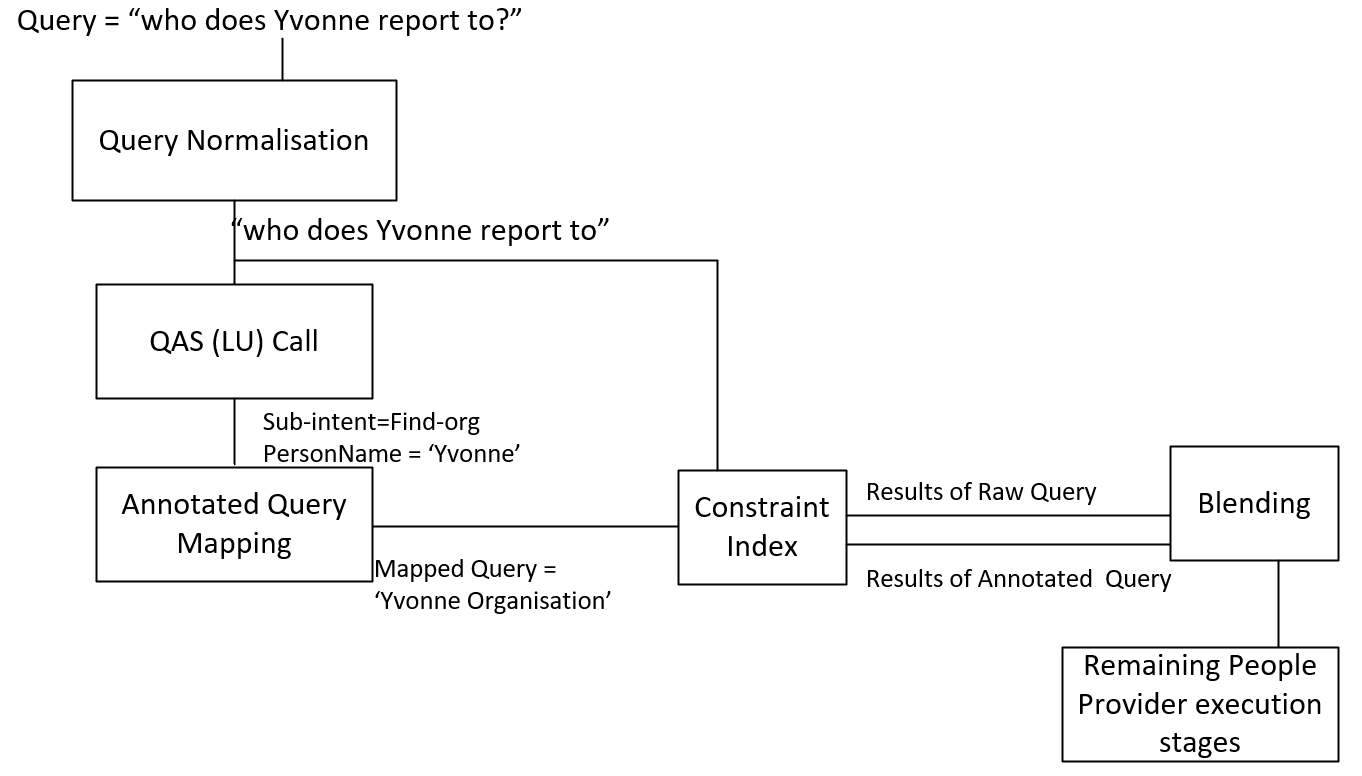 Query = “who does Yvonne report to?”
Query Normalisation
“who does Yvonne report to”
QAS (LU) Call
Sub-intent=Find-org
PersonName = ‘Yvonne’
Annotated Query
Mapping
Mapped Query =
‘Yvonne Organisation’
Constraint
Index
Results of Raw Query
Results of Annotated  Query
Blending
Remaining People
Provider execution
stages